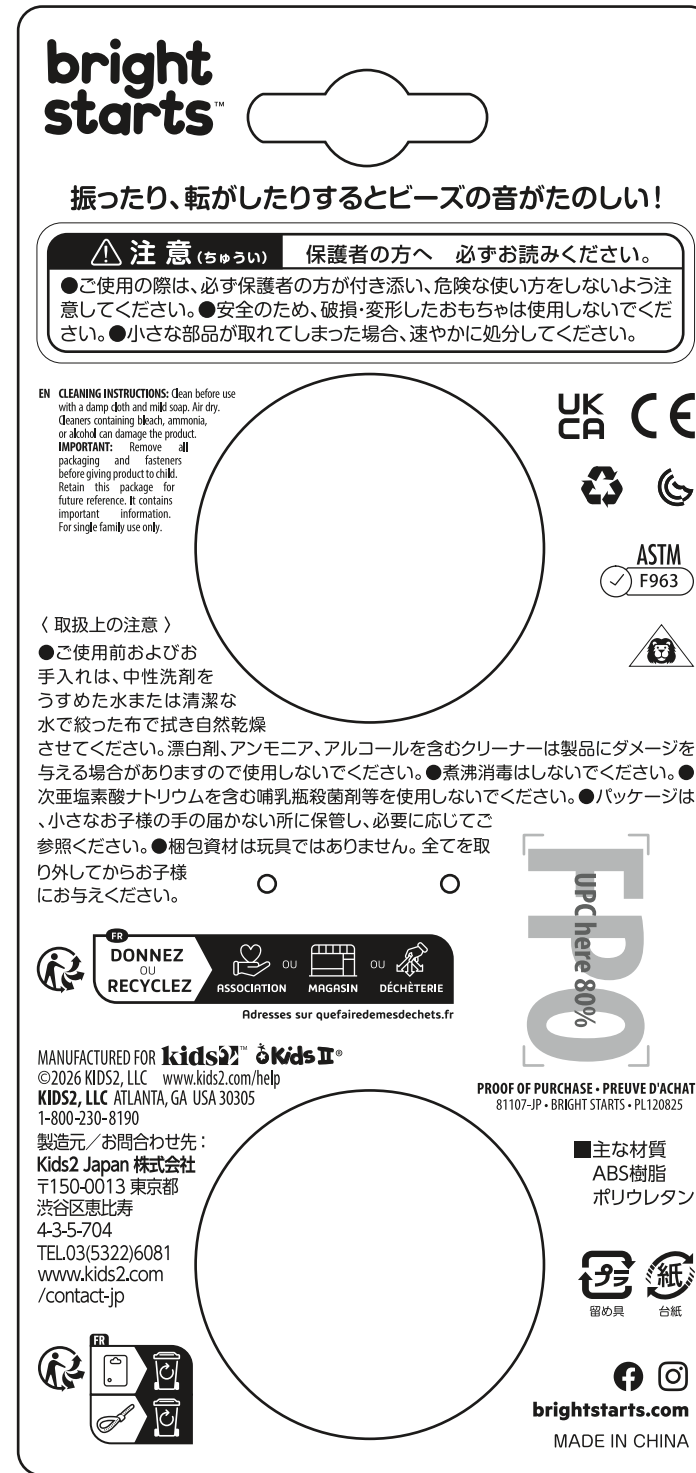 bright
starts™
振ったり、転がしたりするとビーズの音がたのしい！
注意(ちゅうい) 保護者の方へ 必ずお読みください。
●ご使用の際は、必ず保護者の方が付き添い、危険な使い方をしないよう注
意してください。●安全のため、破損・変形したおもちゃは使用しないでくだ
さい。●小さな部品が取れてしまった場合、速やかに処分してください。
EN CLEANING INSTRUCTIONS: Clean before use
with a damp cloth and mild soap. Air dry.
Cleaners containing bleach, ammonia,
or alcohol can damage the product.
IMPORTANT: Remove all
packaging and fasteners
before giving product to child.
Retain this package for
future reference. It contains
important information.
For single family use only.
UK
CA
CE
ASTM
F963
〈 取扱上の注意 〉
●ご使用前およびお
手入れは、中性洗剤を
うすめた水または清潔な
水で絞った布で拭き自然乾燥
させてください。漂白剤、アンモニア、アルコールを含むクリーナーは製品にダメージを
与える場合がありますので使用しないでください。●煮沸消毒はしないでください。●
次亜塩素酸ナトリウムを含む哺乳瓶殺菌剤等を使用しないでください。●パッケージは
、小さなお子様の手の届かない所に保管し、必要に応じてご
参照ください。●梱包資材は玩具ではありません。全てを取
り外してからお子様
にお与えください。
FPO
UPC here 80%
FR
DONNEZ
OU
RECYCLEZ
ASSOCIATION OU MAGASIN OU DÉCHÈTERIE
Adresses sur quefairedemesdechets.fr
MANUFACTURED FOR kids2™ Kids II®
©2026 KIDS2, LLC www.kids2.com/help
KIDS2, LLC ATLANTA, GA USA 30305
1-800-230-8190
製造元／お問合わせ先：
Kids2 Japan 株式会社
〒150-0013 東京都
渋谷区恵比寿
4-3-5-704
TEL.03(5322)6081
www.kids2.com
/contact-jp
PROOF OF PURCHASE • PREUVE D'ACHAT
81107-JP • BRIGHT STARTS • PL120825
■主な材質
ABS樹脂
ポリウレタン
プラ 紙
留め具 台紙
FR
brightstarts.com
MADE IN CHINA